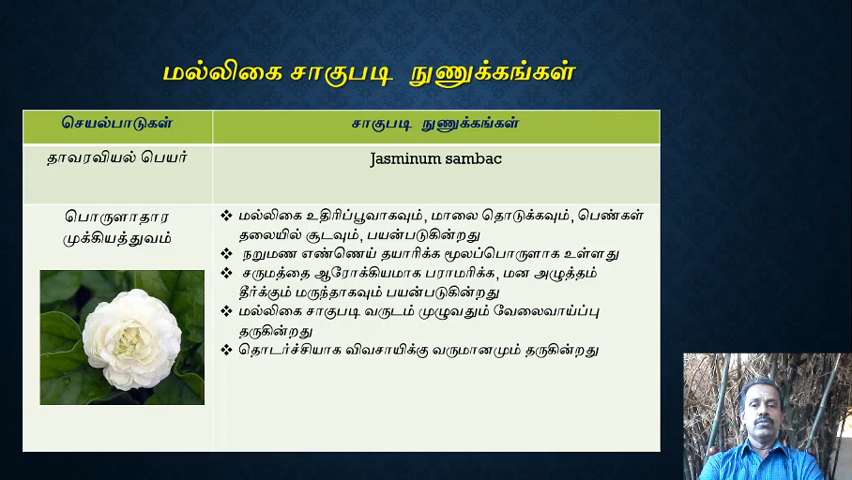 மல்லிகை சாகுபடி நுணுக்கங்கள்
செயல்பாடுகள்
சாகுபடி நுணுக்கங்கள்
தாவரவியல் பெயர்
Jasminum sambac
பொருளாதார
முக்கியத்துவம்
❖ மல்லிகை உதிரிப்பூவாகவும், மாலை தொடுக்கவும், பெண்கள்
தலையில் சூடவும், பயன்படுகின்றது
❖ நறுமண எண்ணெய் தயாரிக்க மூலப்பொருளாக உள்ளது
❖ சருமத்தை ஆரோக்கியமாக பராமரிக்க, மன அழுத்தம்
தீர்க்கும் மருந்தாகவும் பயன்படுகின்றது
❖ மல்லிகை சாகுபடி வருடம் முழுவதும் வேலைவாய்ப்பு
தருகின்றது
❖ தொடர்ச்சியாக விவசாயிக்கு வருமானமும் தருகின்றது